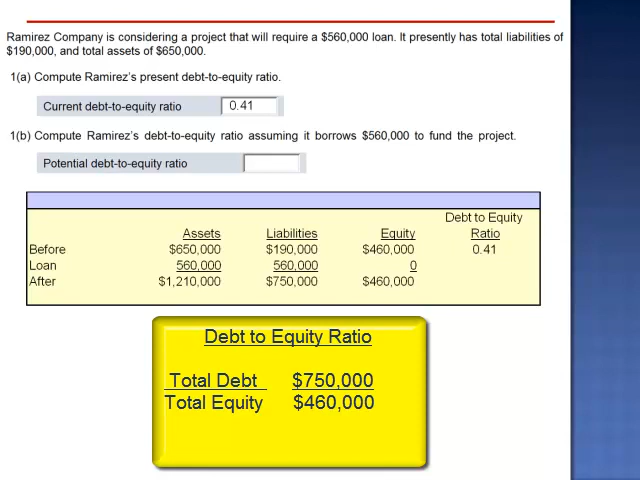 Ramirez Company is considering a project that will require a $560,000 loan. It presently has total liabilities of
$190,000, and total assets of $650,000.
1(a) Compute Ramirez's present debt-to-equity ratio.
Current debt-to-equity ratio 0.41
1(b) Compute Ramirez's debt-to-equity ratio assuming it borrows $560,000 to fund the project.
Potential debt-to-equity ratio
Debt to Equity
Assets Liabilities Equity Ratio
Before $650,000 $190,000 $460,000 0.41
Loan 560,000 560,000 0
After $1,210,000 $750,000 $460,000
Debt to Equity Ratio
Total Debt $750,000
Total Equity $460,000